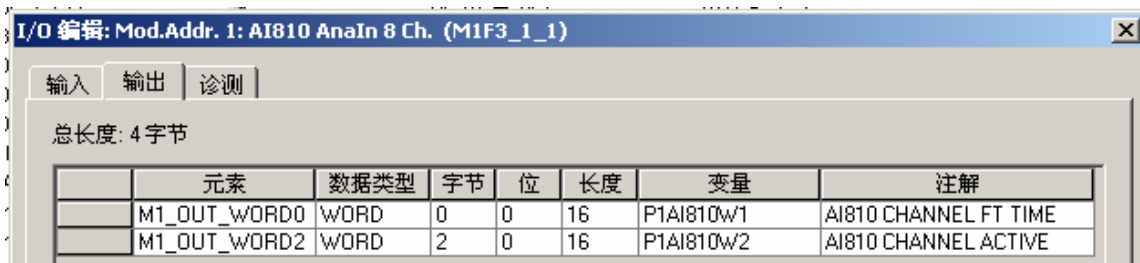 I/O 编辑: Mod.Addr. 1: AI810 AnaIn 8 Ch. (M1F3_1_1)
输入 输出 诊测
总长度: 4 字节
元素 数据类型 字节 位 长度 变量 注解
M1_OUT_WORD0 WORD 0 0 16 P1AI810W1 AI810 CHANNEL FT TIME
M1_OUT_WORD2 WORD 2 0 16 P1AI810W2 AI810 CHANNEL ACTIVE